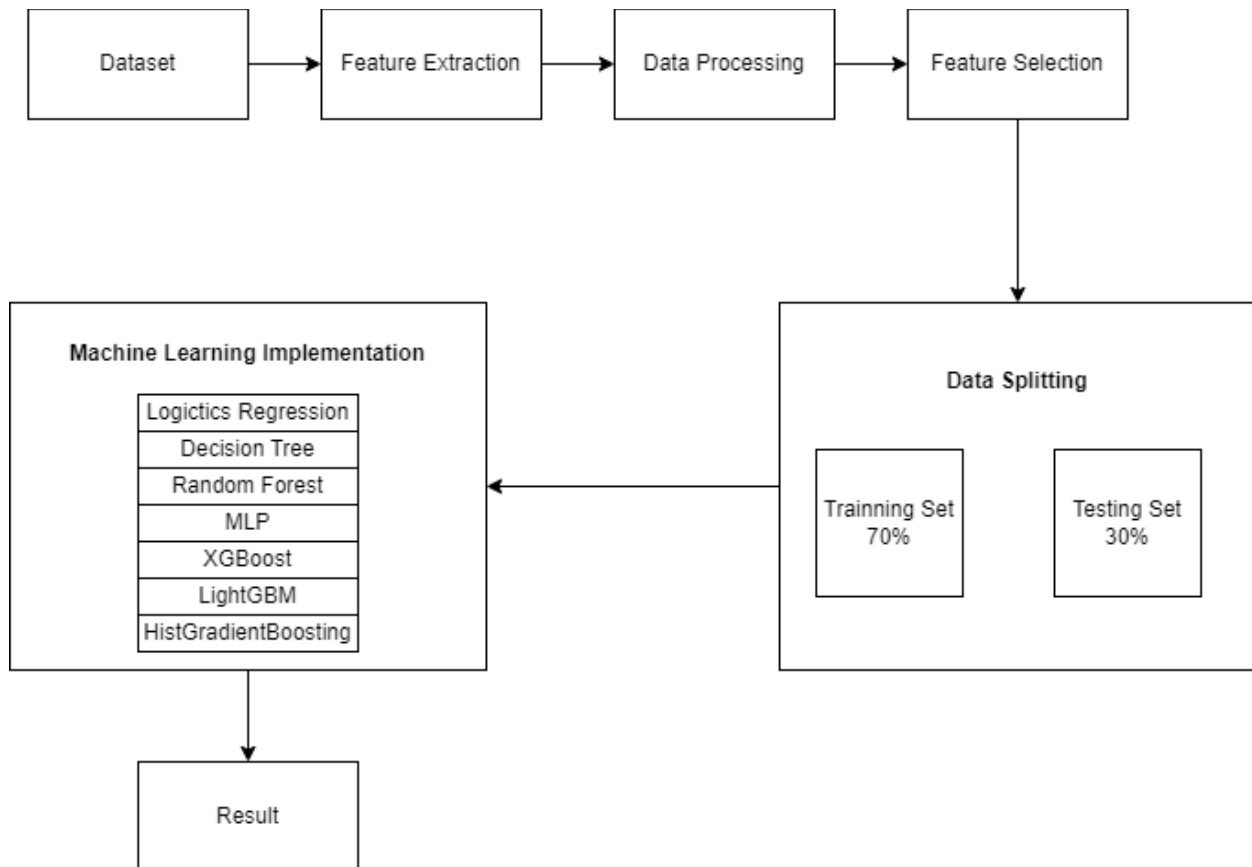 Dataset
Feature Extraction
Data Processing
Feature Selection
Machine Learning Implementation
Logictics Regression
Decision Tree
Random Forest
MLP
XGBoost
LightGBM
HistGradientBoosting
Data Splitting
Trainning Set
70%
Testing Set
30%
Result